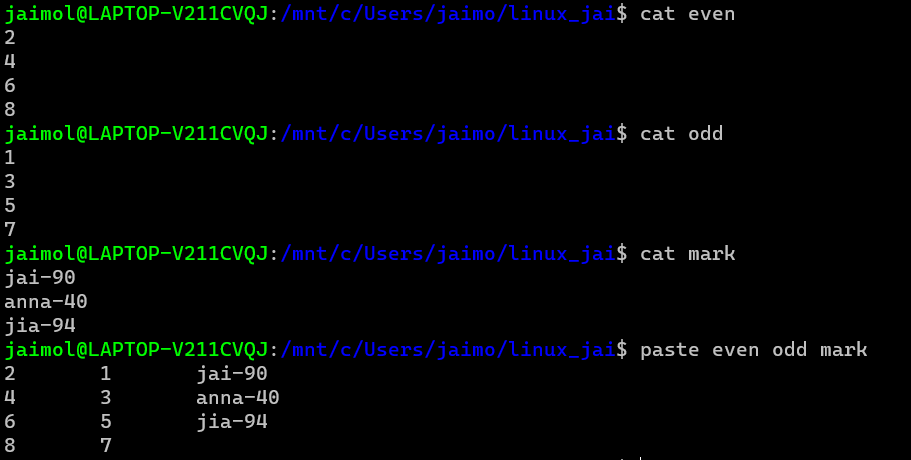 jaimol@LAPTOP-V211CVQJ:/mnt/c/Users/jaimo/linux_jai$ cat even
2
4
6
8
jaimol@LAPTOP-V211CVQJ:/mnt/c/Users/jaimo/linux_jai$ cat odd
1
3
5
7
jaimol@LAPTOP-V211CVQJ:/mnt/c/Users/jaimo/linux_jai$ cat mark
jai-90
anna-40
jia-94
jaimol@LAPTOP-V211CVQJ:/mnt/c/Users/jaimo/linux_jai$ paste even odd mark
2       1       jai-90
4       3       anna-40
6       5       jia-94
8       7